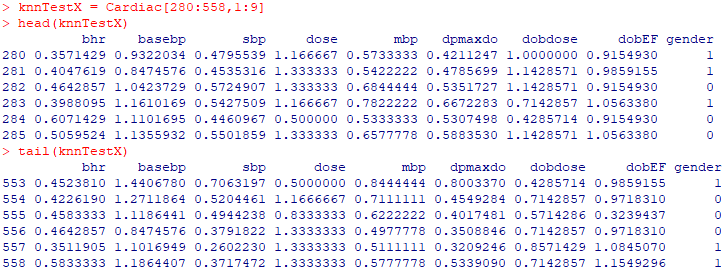 > knnTestX = Cardiac[280:558,1:9]
> head(knnTestX)
bhr basebp sbp dose mbp dpmaxdo dobdose dobEF gender
280 0.3571429 0.9322034 0.4795539 1.166667 0.5733333 0.4211247 1.0000000 0.9154930 1
281 0.4047619 0.8474576 0.4535316 1.333333 0.5422222 0.4785699 1.1428571 0.9859155 1
282 0.4642857 1.0423729 0.5724907 1.333333 0.6844444 0.5351727 1.1428571 0.9154930 0
283 0.3988095 1.1610169 0.5427509 1.166667 0.7822222 0.6672283 0.7142857 1.0563380 1
284 0.6071429 1.1101695 0.4460967 0.500000 0.5333333 0.5307498 0.4285714 0.9154930 0
285 0.5059524 1.1355932 0.5501859 1.333333 0.6577778 0.5883530 1.1428571 1.0563380 0
> tail(knnTestX)
bhr basebp sbp dose mbp dpmaxdo dobdose dobEF gender
553 0.4523810 1.4406780 0.7063197 0.5000000 0.8444444 0.8003370 0.4285714 0.9859155 1
554 0.4226190 1.2711864 0.5204461 1.1666667 0.7111111 0.4549284 0.7142857 0.9718310 0
555 0.4583333 1.1186441 0.4944238 0.8333333 0.6222222 0.4017481 0.5714286 0.3239437 0
556 0.4642857 0.8474576 0.3791822 1.3333333 0.4977778 0.3508846 0.7142857 0.9718310 0
557 0.3511905 1.1016949 0.2602230 1.3333333 0.5111111 0.3209246 0.8571429 1.0845070 1
558 0.5833333 1.1864407 0.3717472 1.3333333 0.5777778 0.5339090 0.7142857 1.1549296 1